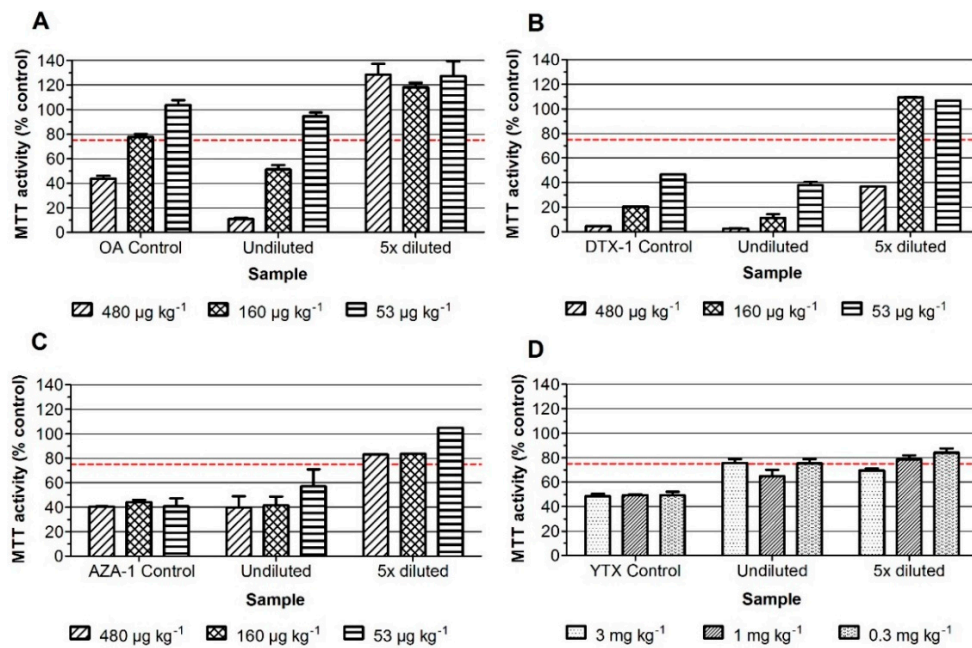 A
MTT activity (% control)
140
120
100
80
60
40
20
0
OA Control Undiluted 5x diluted
Sample
480 µg kg⁻¹ 160 µg kg⁻¹ 53 µg kg⁻¹
B
MTT activity (% control)
140
120
100
80
60
40
20
0
DTX-1 Control Undiluted 5x diluted
Sample
480 µg kg⁻¹ 160 µg kg⁻¹ 53 µg kg⁻¹
C
MTT activity (% control)
140
120
100
80
60
40
20
0
AZA-1 Control Undiluted 5x diluted
Sample
480 µg kg⁻¹ 160 µg kg⁻¹ 53 µg kg⁻¹
D
MTT activity (% control)
140
120
100
80
60
40
20
0
YTX Control Undiluted 5x diluted
Sample
3 mg kg⁻¹ 1 mg kg⁻¹ 0.3 mg kg⁻¹